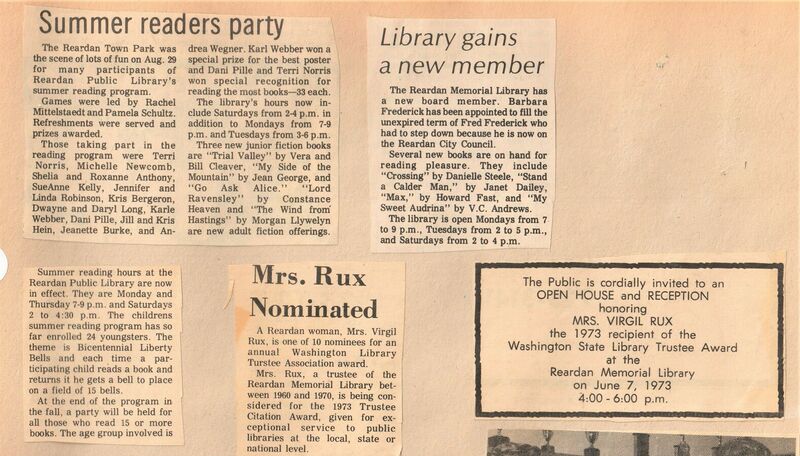 Summer readers party
The Reardan Town Park was
the scene of lots of fun on Aug. 29
for many participants of
Reardan Public Library's
summer reading program.
Games were led by Rachel
Mittelstaedt and Pamela Schultz.
Refreshments were served and
prizes awarded.
Those taking part in the
reading program were Terri
Norris, Michelle Newcomb,
Shelia and Roxanne Anthony,
SueAnne Kelly, Jennifer and
Linda Robinson, Kris Bergeron,
Dwayne and Daryl Long, Karle
Webber, Dani Pille, Jill and Kris
Hein, Jeanette Burke, and An-
drea Wegner. Karl Webber won a
special prize for the best poster
and Dani Pille and Terri Norris
won special recognition for
reading the most books—33 each.
The library's hours now in-
clude Saturdays from 2-4 p.m. in
addition to Mondays from 7-9
p.m. and Tuesdays from 3-6 p.m.
Three new junior fiction books
are "Trial Valley" by Vera and
Bill Cleaver, "My Side of the
Mountain" by Jean George, and
"Go Ask Alice." "Lord
Ravensley" by Constance
Heaven and "The Wind from
Hastings" by Morgan Llywelyn
are new adult fiction offerings.
Library gains
a new member
The Reardan Memorial Library has
a new board member. Barbara
Frederick has been appointed to fill the
unexpired term of Fred Frederick who
had to step down because he is now on
the Reardan City Council.
Several new books are on hand for
reading pleasure. They include
"Crossing" by Danielle Steele, "Stand
a Calder Man," by Janet Dailey,
"Max," by Howard Fast, and "My
Sweet Audrina" by V.C. Andrews.
The library is open Mondays from 7
to 9 p.m., Tuesdays from 2 to 5 p.m.,
and Saturdays from 2 to 4 p.m.
Summer reading hours at the
Reardan Public Library are now
in effect. They are Monday and
Thursday 7-9 p.m. and Saturdays
2 to 4:30 p.m. The childrens
summer reading program has so
far enrolled 24 youngsters. The
theme is Bicentennial Liberty
Bells and each time a par-
ticipating child reads a book and
returns it he gets a bell to place
on a field of 15 bells.
At the end of the program in
the fall, a party will be held for
all those who read 15 or more
books. The age group involved is
Mrs. Rux
Nominated
A Reardan woman, Mrs. Virgil
Rux, is one of 10 nominees for an
annual Washington Library
Turstee Association award.
Mrs. Rux, a trustee of the
Reardan Memorial Library bet-
ween 1960 and 1970, is being con-
sidered for the 1973 Trustee
Citation Award, given for ex-
ceptional service to public
libraries at the local, state or
national level.
The Public is cordially invited to an
OPEN HOUSE and RECEPTION
honoring
MRS. VIRGIL RUX
the 1973 recipient of the
Washington State Library Trustee Award
at the
Reardan Memorial Library
on June 7, 1973
4:00 - 6:00 p.m.